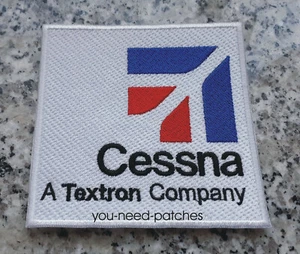 Cessna
A Textron Company
you-need-patches